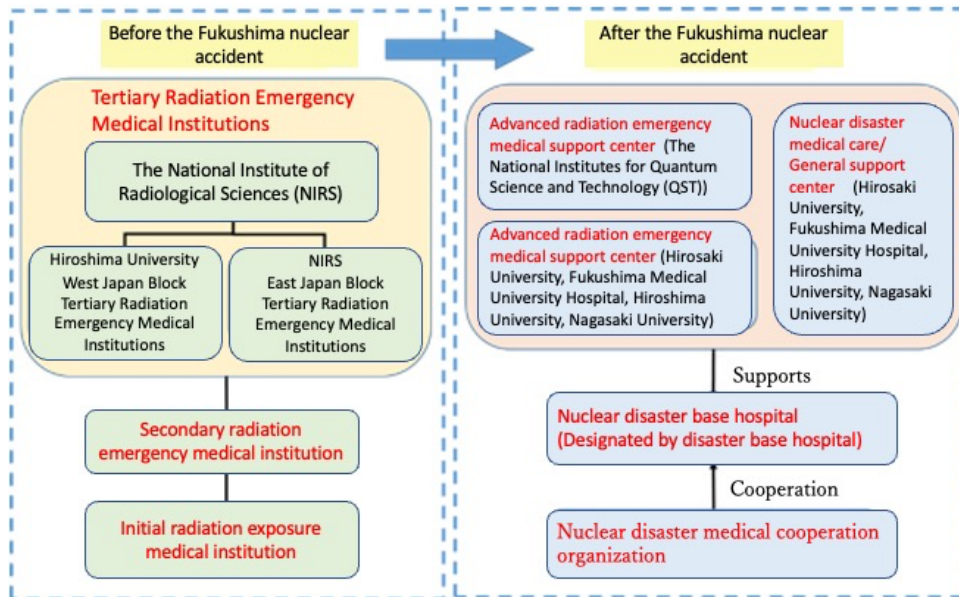 Before the Fukushima nuclear
accident
Tertiary Radiation Emergency
Medical Institutions
The National Institute of
Radiological Sciences (NIRS)
Hiroshima University
West Japan Block
Tertiary Radiation
Emergency Medical
Institutions
NIRS
East Japan Block
Tertiary Radiation
Emergency Medical
Institutions
Secondary radiation
emergency medical institution
Initial radiation exposure
medical institution
After the Fukushima nuclear
accident
Advanced radiation emergency
medical support center (The
National Institutes for Quantum
Science and Technology (QST))
Advanced radiation emergency
medical support center (Hirosaki
University, Fukushima Medical
University Hospital, Hiroshima
University, Nagasaki University)
Nuclear disaster
medical care/
General support
center (Hirosaki
University,
Fukushima Medical
University Hospital,
Hiroshima
University, Nagasaki
University)
Supports
Nuclear disaster base hospital
(Designated by disaster base hospital)
Cooperation
Nuclear disaster medical cooperation
organization